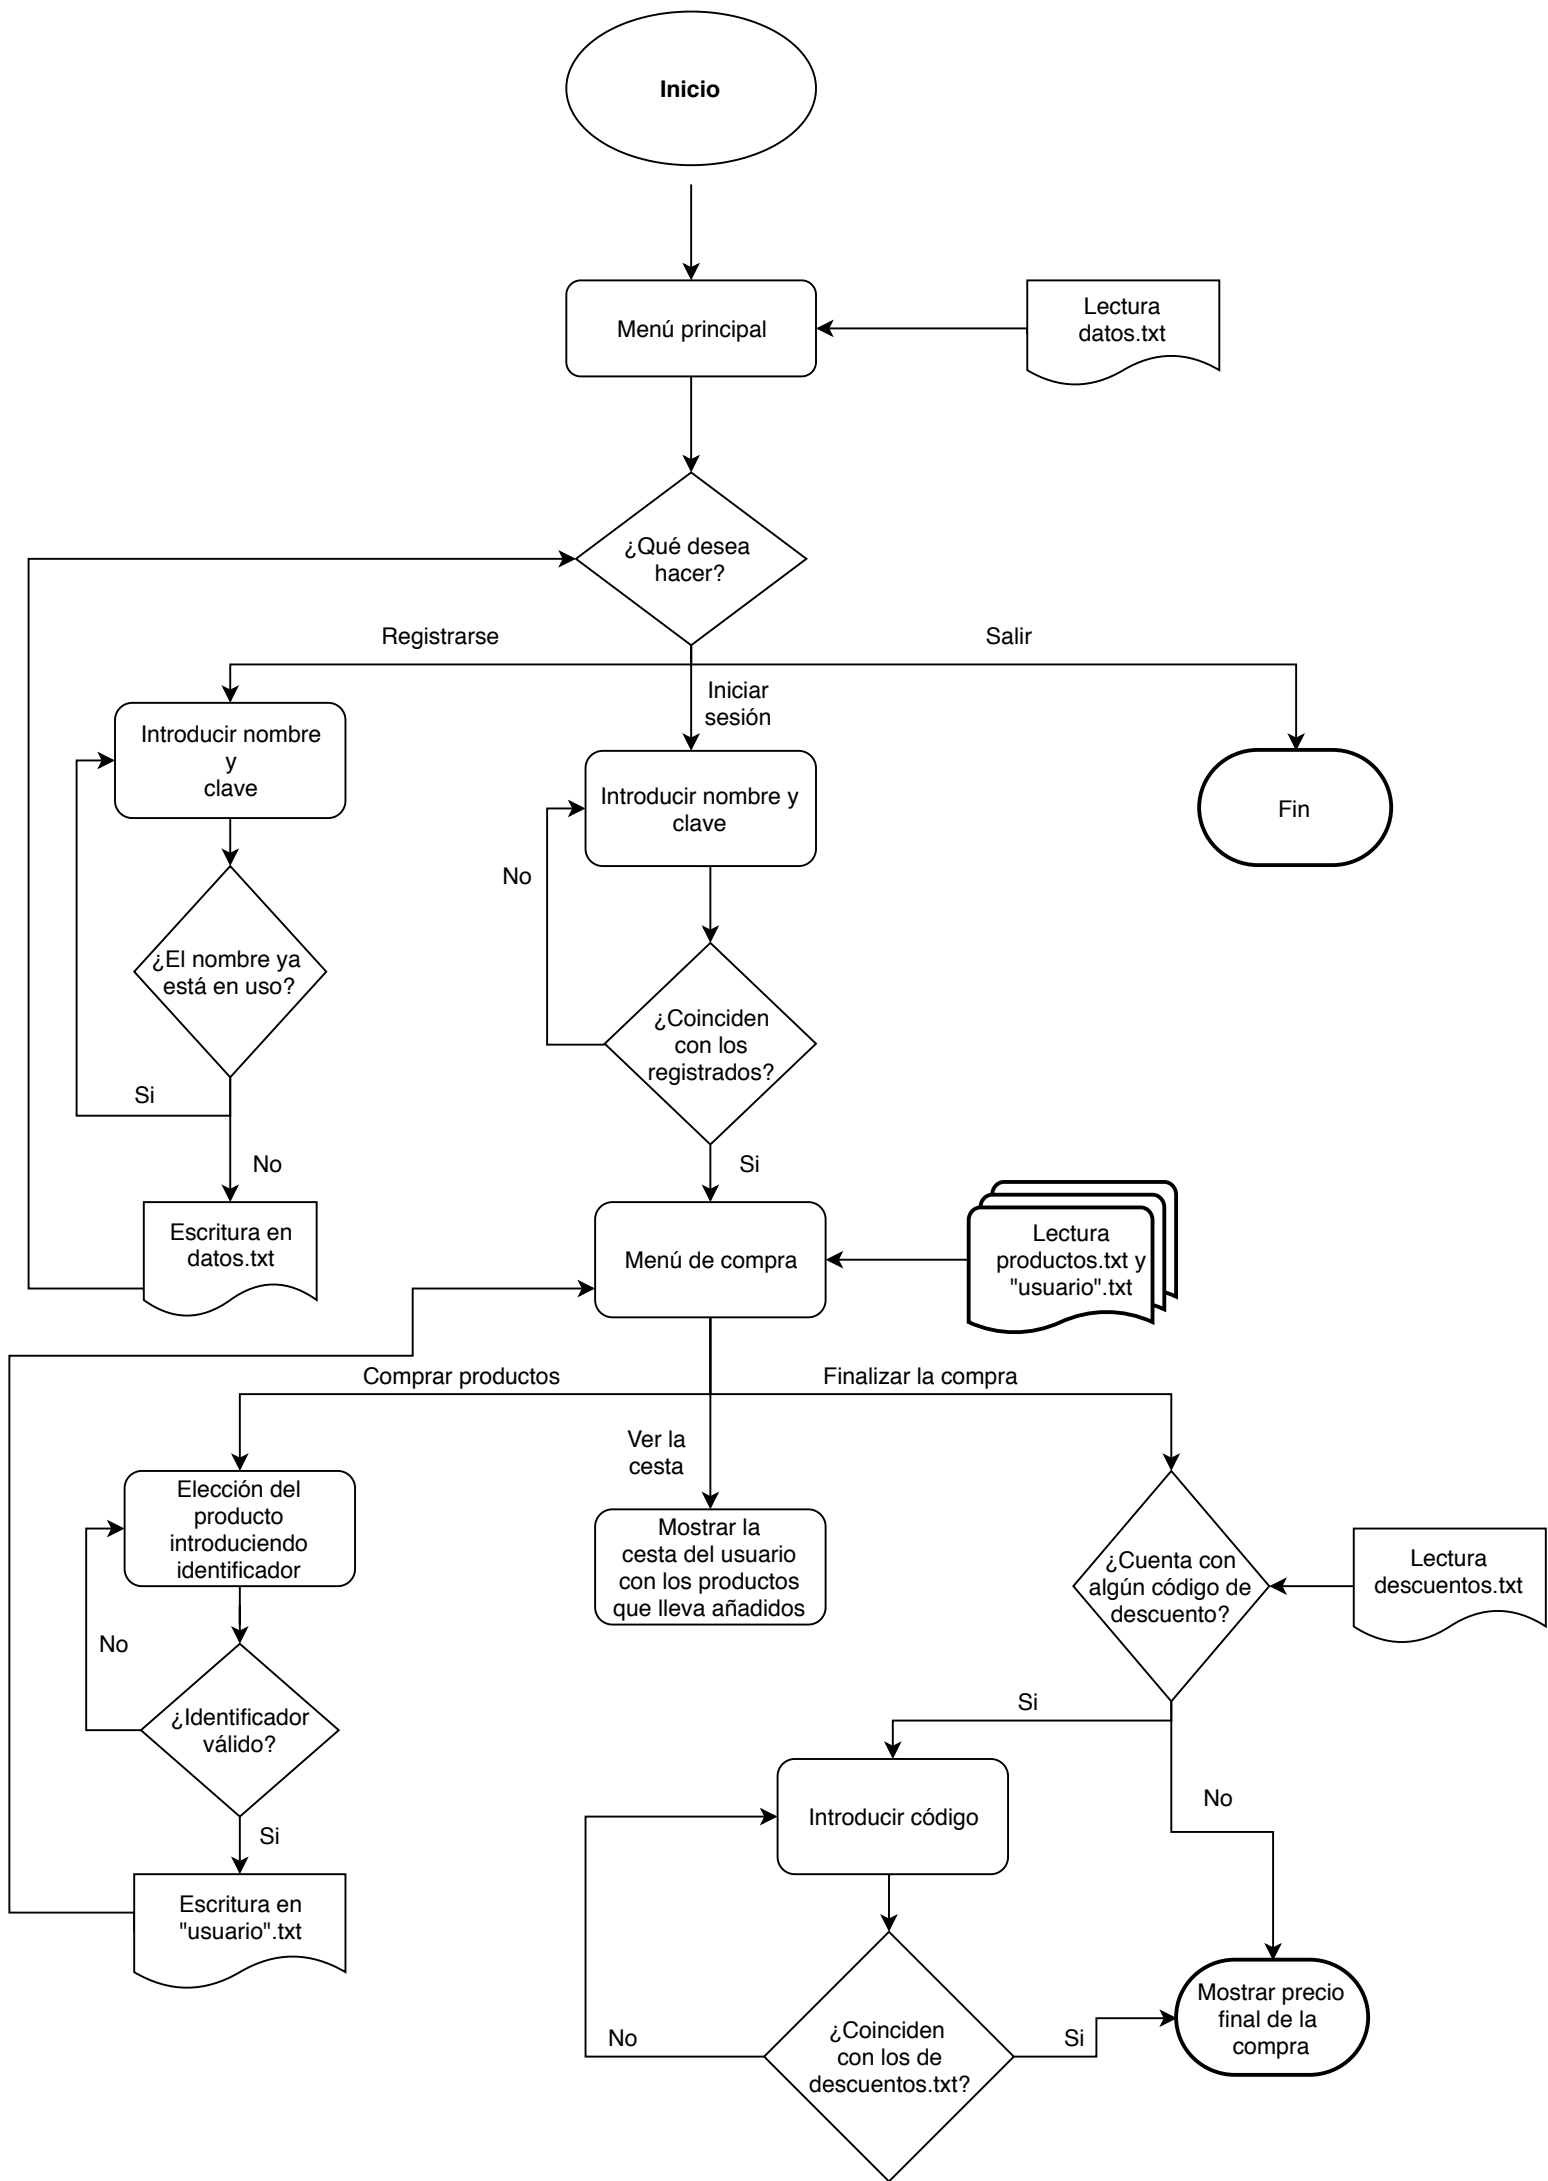 Inicio
Menú principal
Lectura
datos.txt
¿Qué desea
hacer?
Registrarse
Salir
Iniciar
sesión
Introducir nombre
y
clave
Introducir nombre y
clave
Fin
No
¿El nombre ya
está en uso?
¿Coinciden
con los
registrados?
Si
No
Si
Escritura en
datos.txt
Menú de compra
Lectura
productos.txt y
"usuario".txt
Comprar productos
Finalizar la compra
Ver la
cesta
Elección del
producto
introduciendo
identificador
Mostrar la
cesta del usuario
con los productos
que lleva añadidos
¿Cuenta con
algún código de
descuento?
Lectura
descuentos.txt
No
¿Identificador
válido?
Si
Si
No
Introducir código
Escritura en
"usuario".txt
Mostrar precio
final de la
compra
No
¿Coinciden
con los de
descuentos.txt?
Si